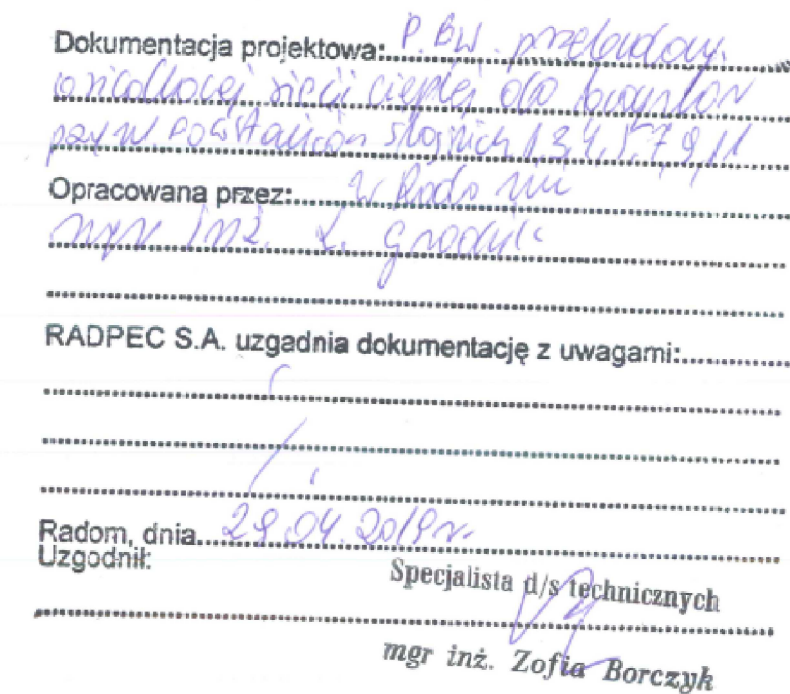 Dokumentacja projektowa: P.BW. przebudowy
osiedlowej sieci cieplnej do budynków
przy ul. Powstańców Śląskich 1,3,4,5,7,9,11
Opracowana przez: w Radomiu
mgr inż. Z.
RADPEC S.A. uzgadnia dokumentację z uwagami:
Radom, dnia 29.04.2019r.
Uzgodnił:
Specjalista d/s technicznych
mgr inż. Zofia Borczyk